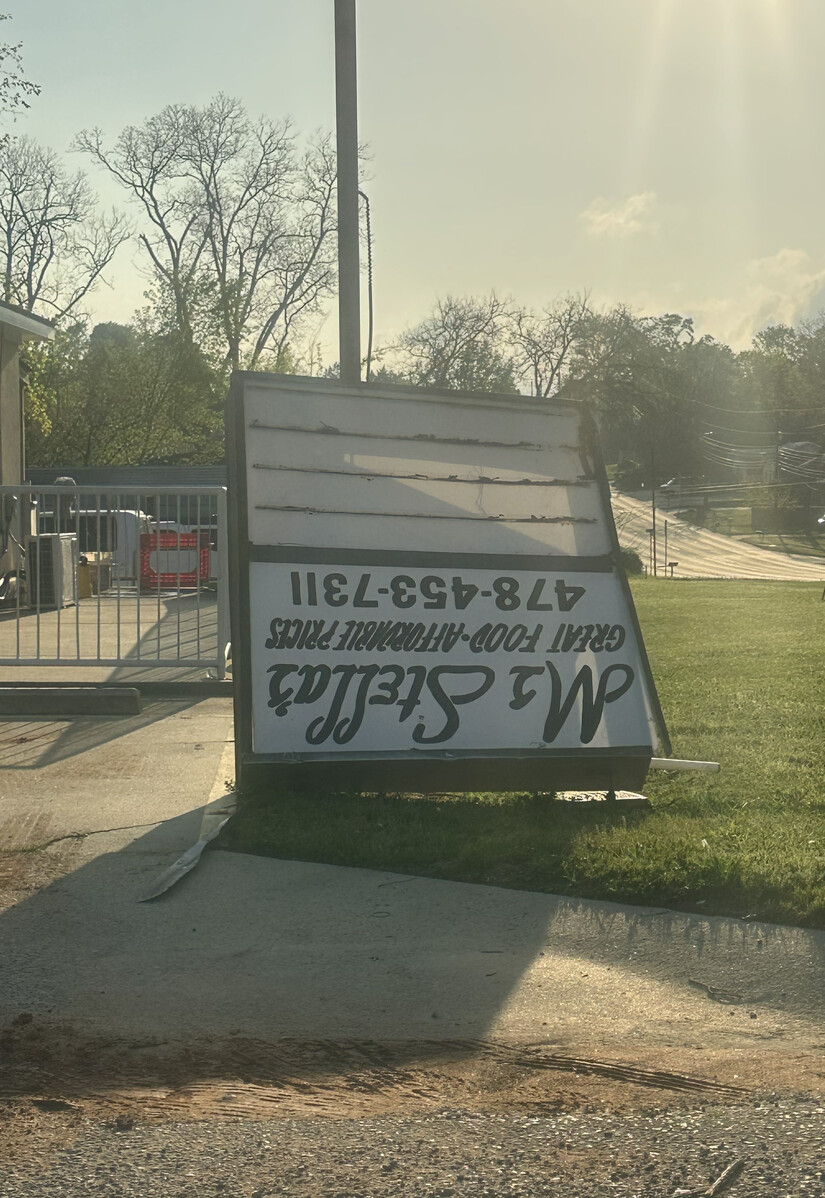 Ms Stella's
GREAT FOOD-AFFORDABLE PRICES
478-453-7311